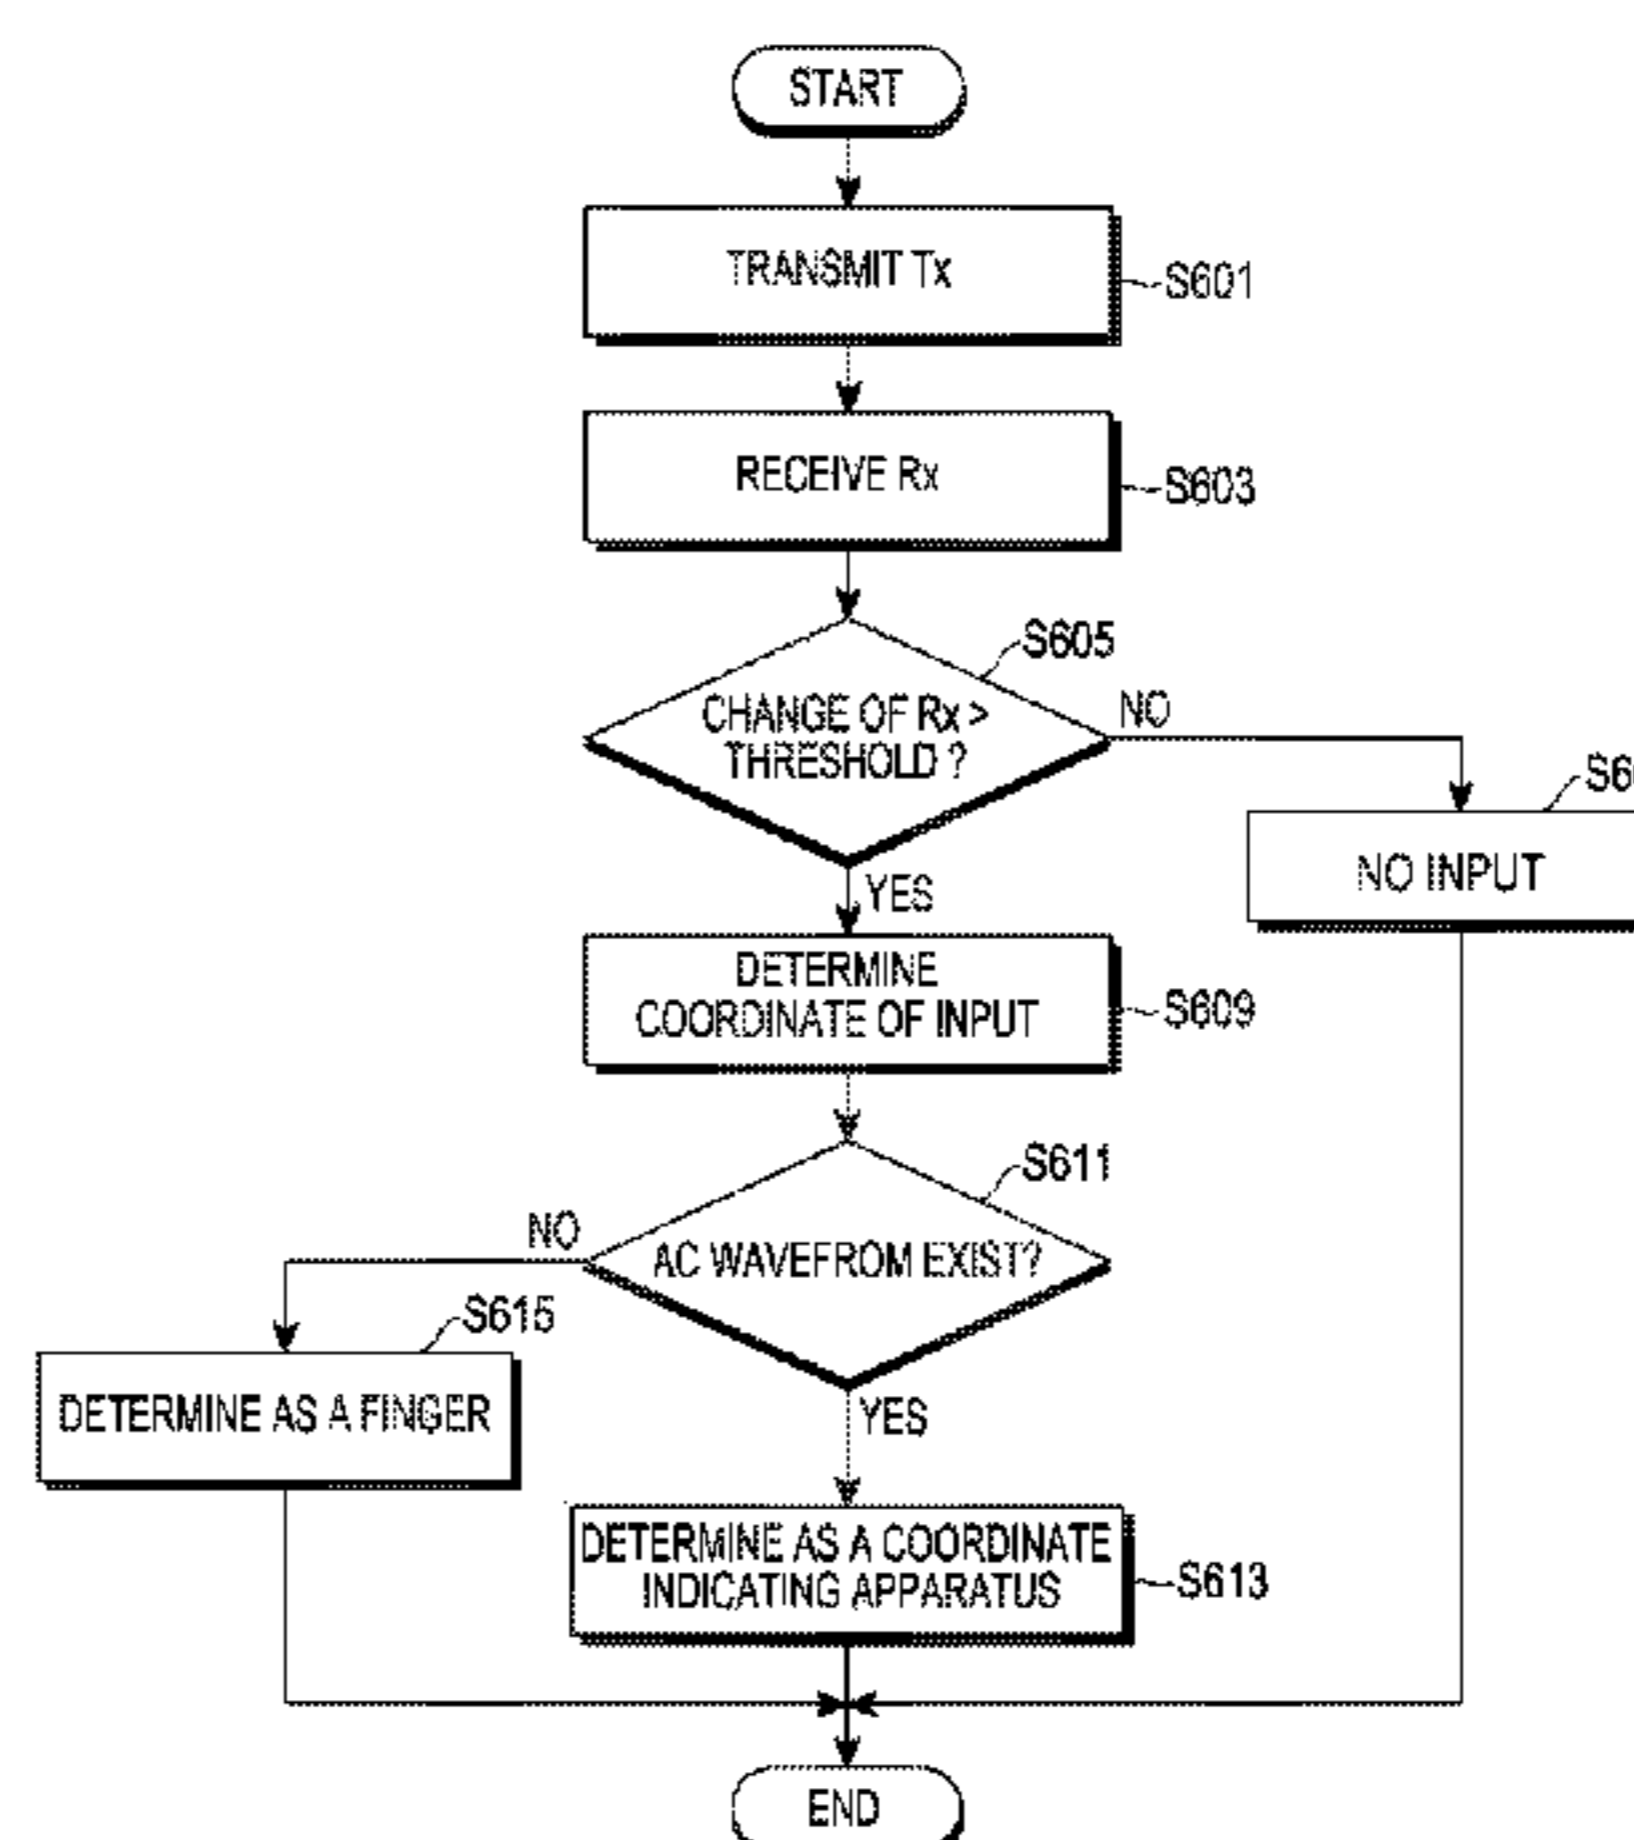 START
TRANSMIT Tx
S601
RECEIVE Rx
S603
S605
CHANGE OF Rx >
THRESHOLD ?
NO
YES
NO INPUT
DETERMINE
COORDINATE OF INPUT
S609
S611
AC WAVEFROM EXIST?
NO
YES
S615
DETERMINE AS A FINGER
DETERMINE AS A COORDINATE
INDICATING APPARATUS
S613
END